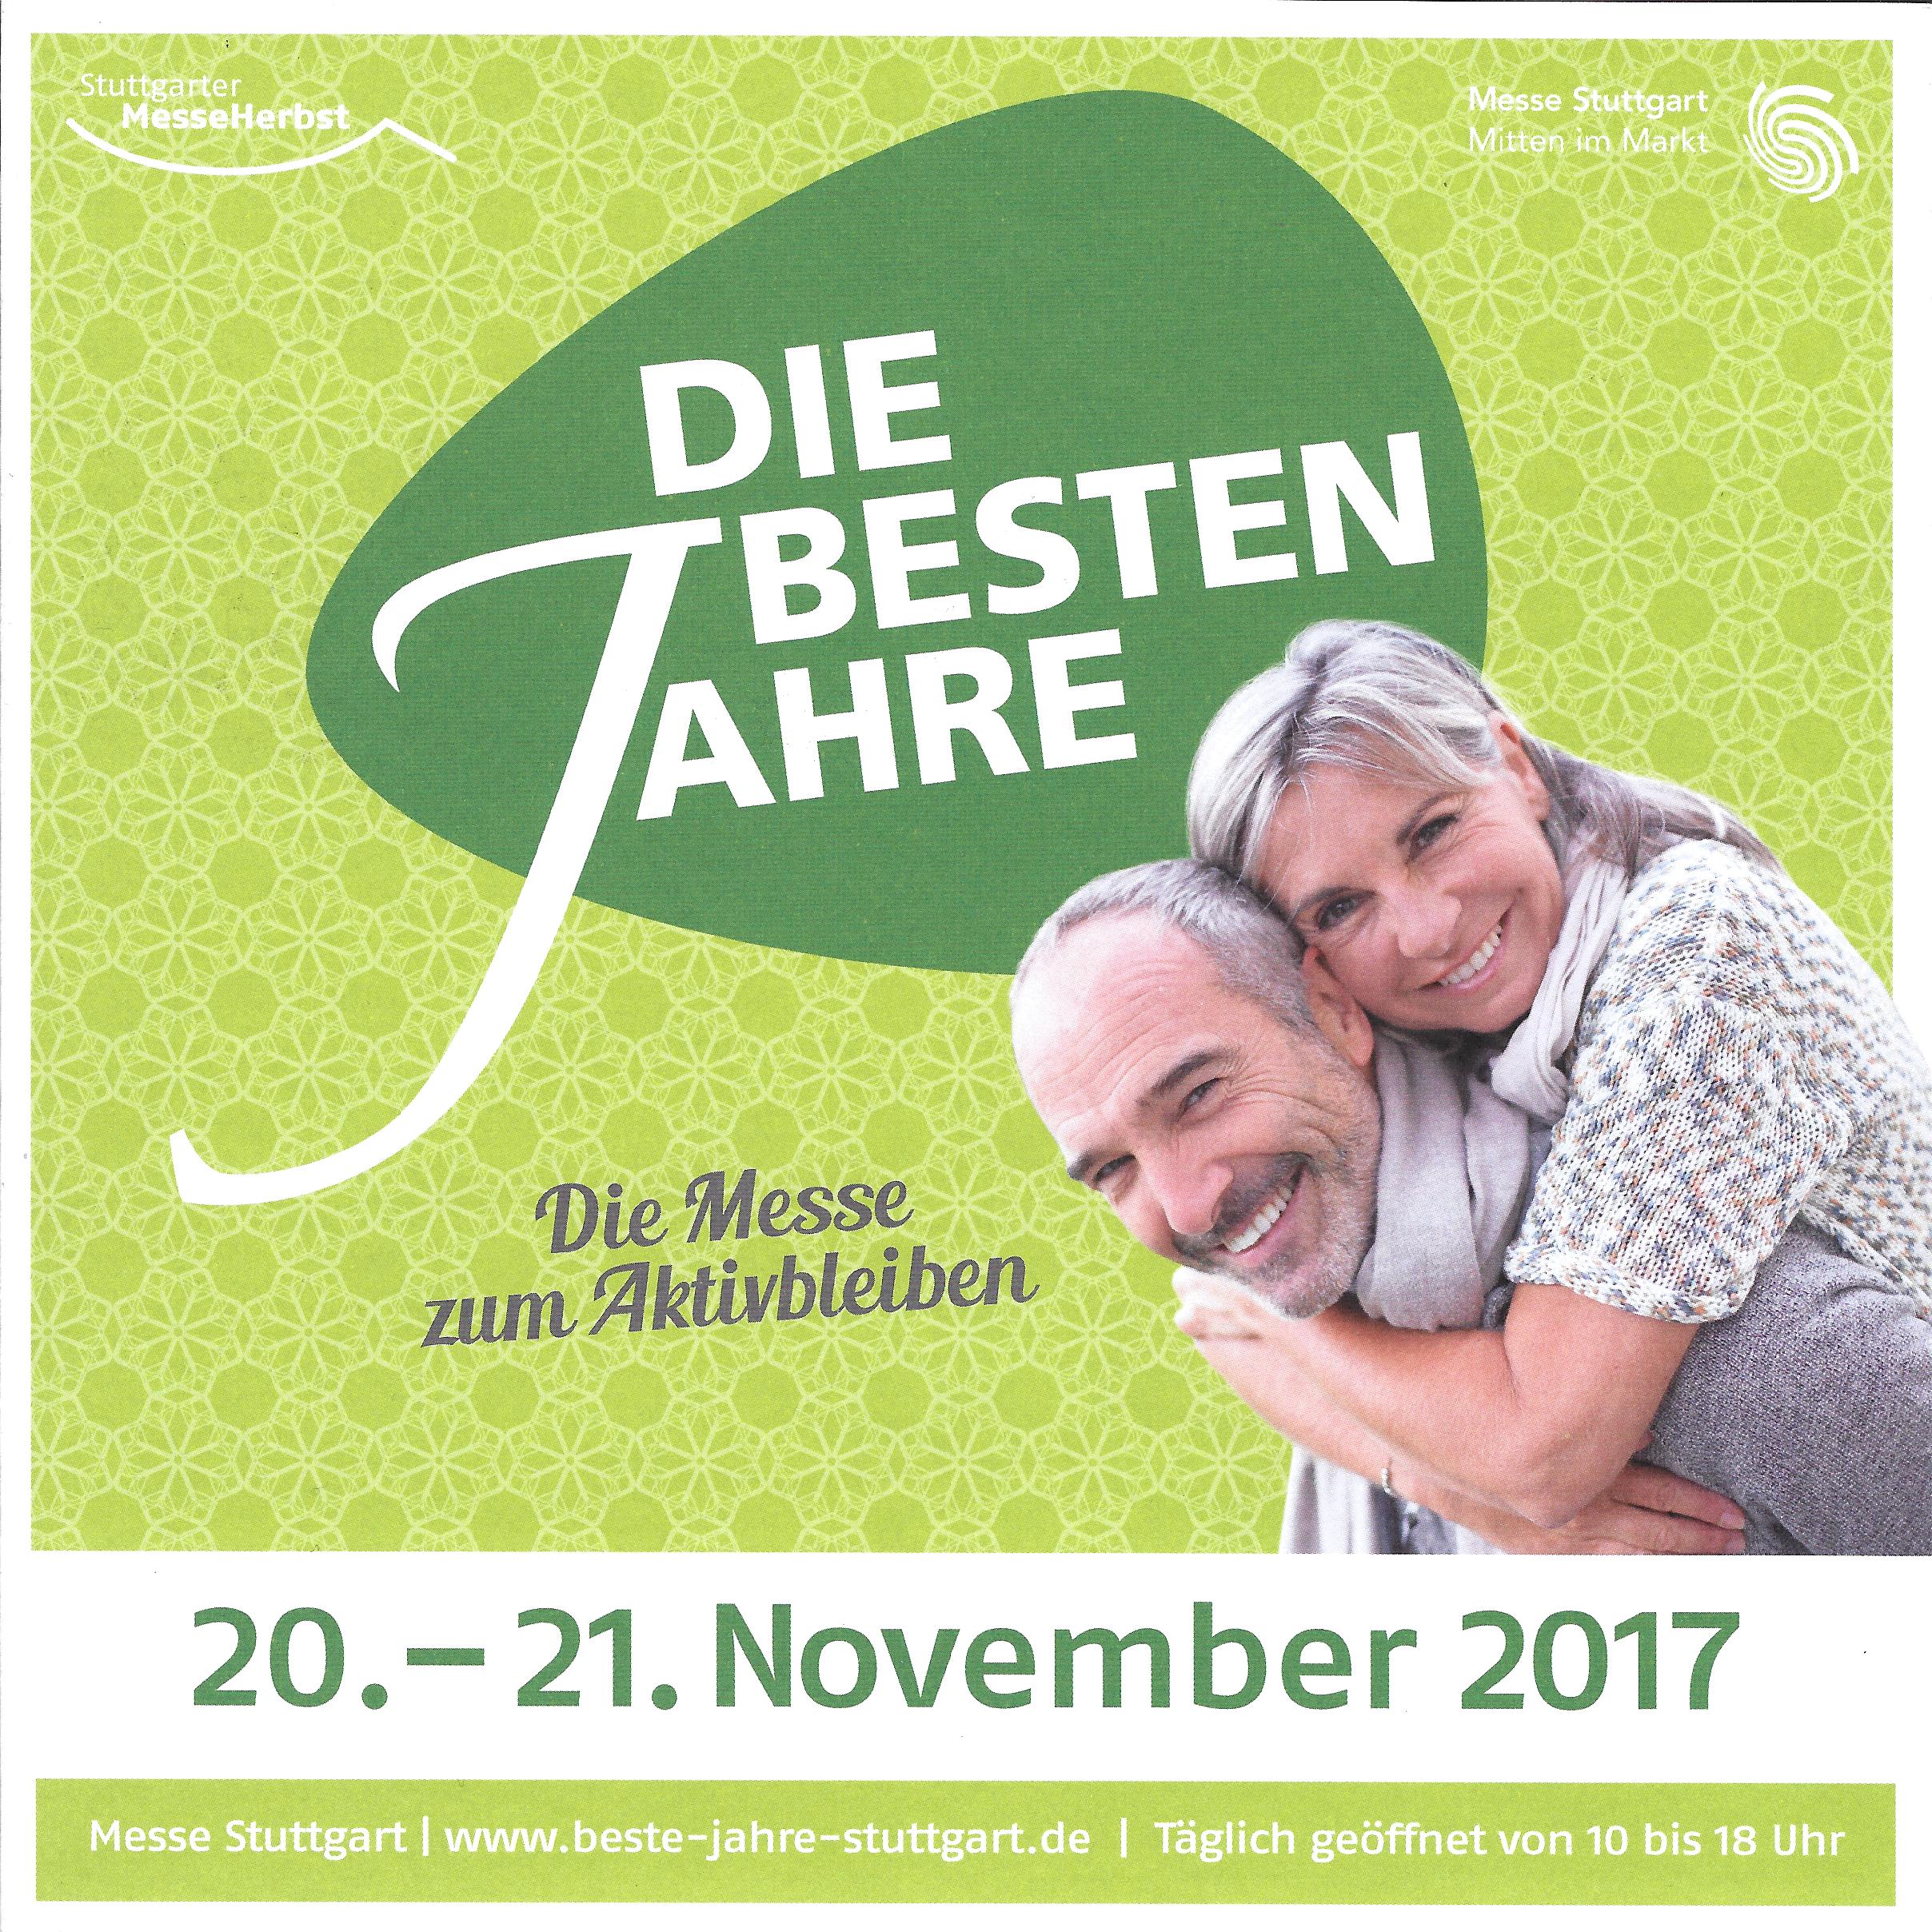 Stuttgarter
MesseHerbst
Messe Stuttgart
Mitten im Markt
DIE
BESTEN
JAHRE
Die Messe
zum Aktivbleiben
20. – 21. November 2017
Messe Stuttgart | www.beste-jahre-stuttgart.de | Täglich geöffnet von 10 bis 18 Uhr